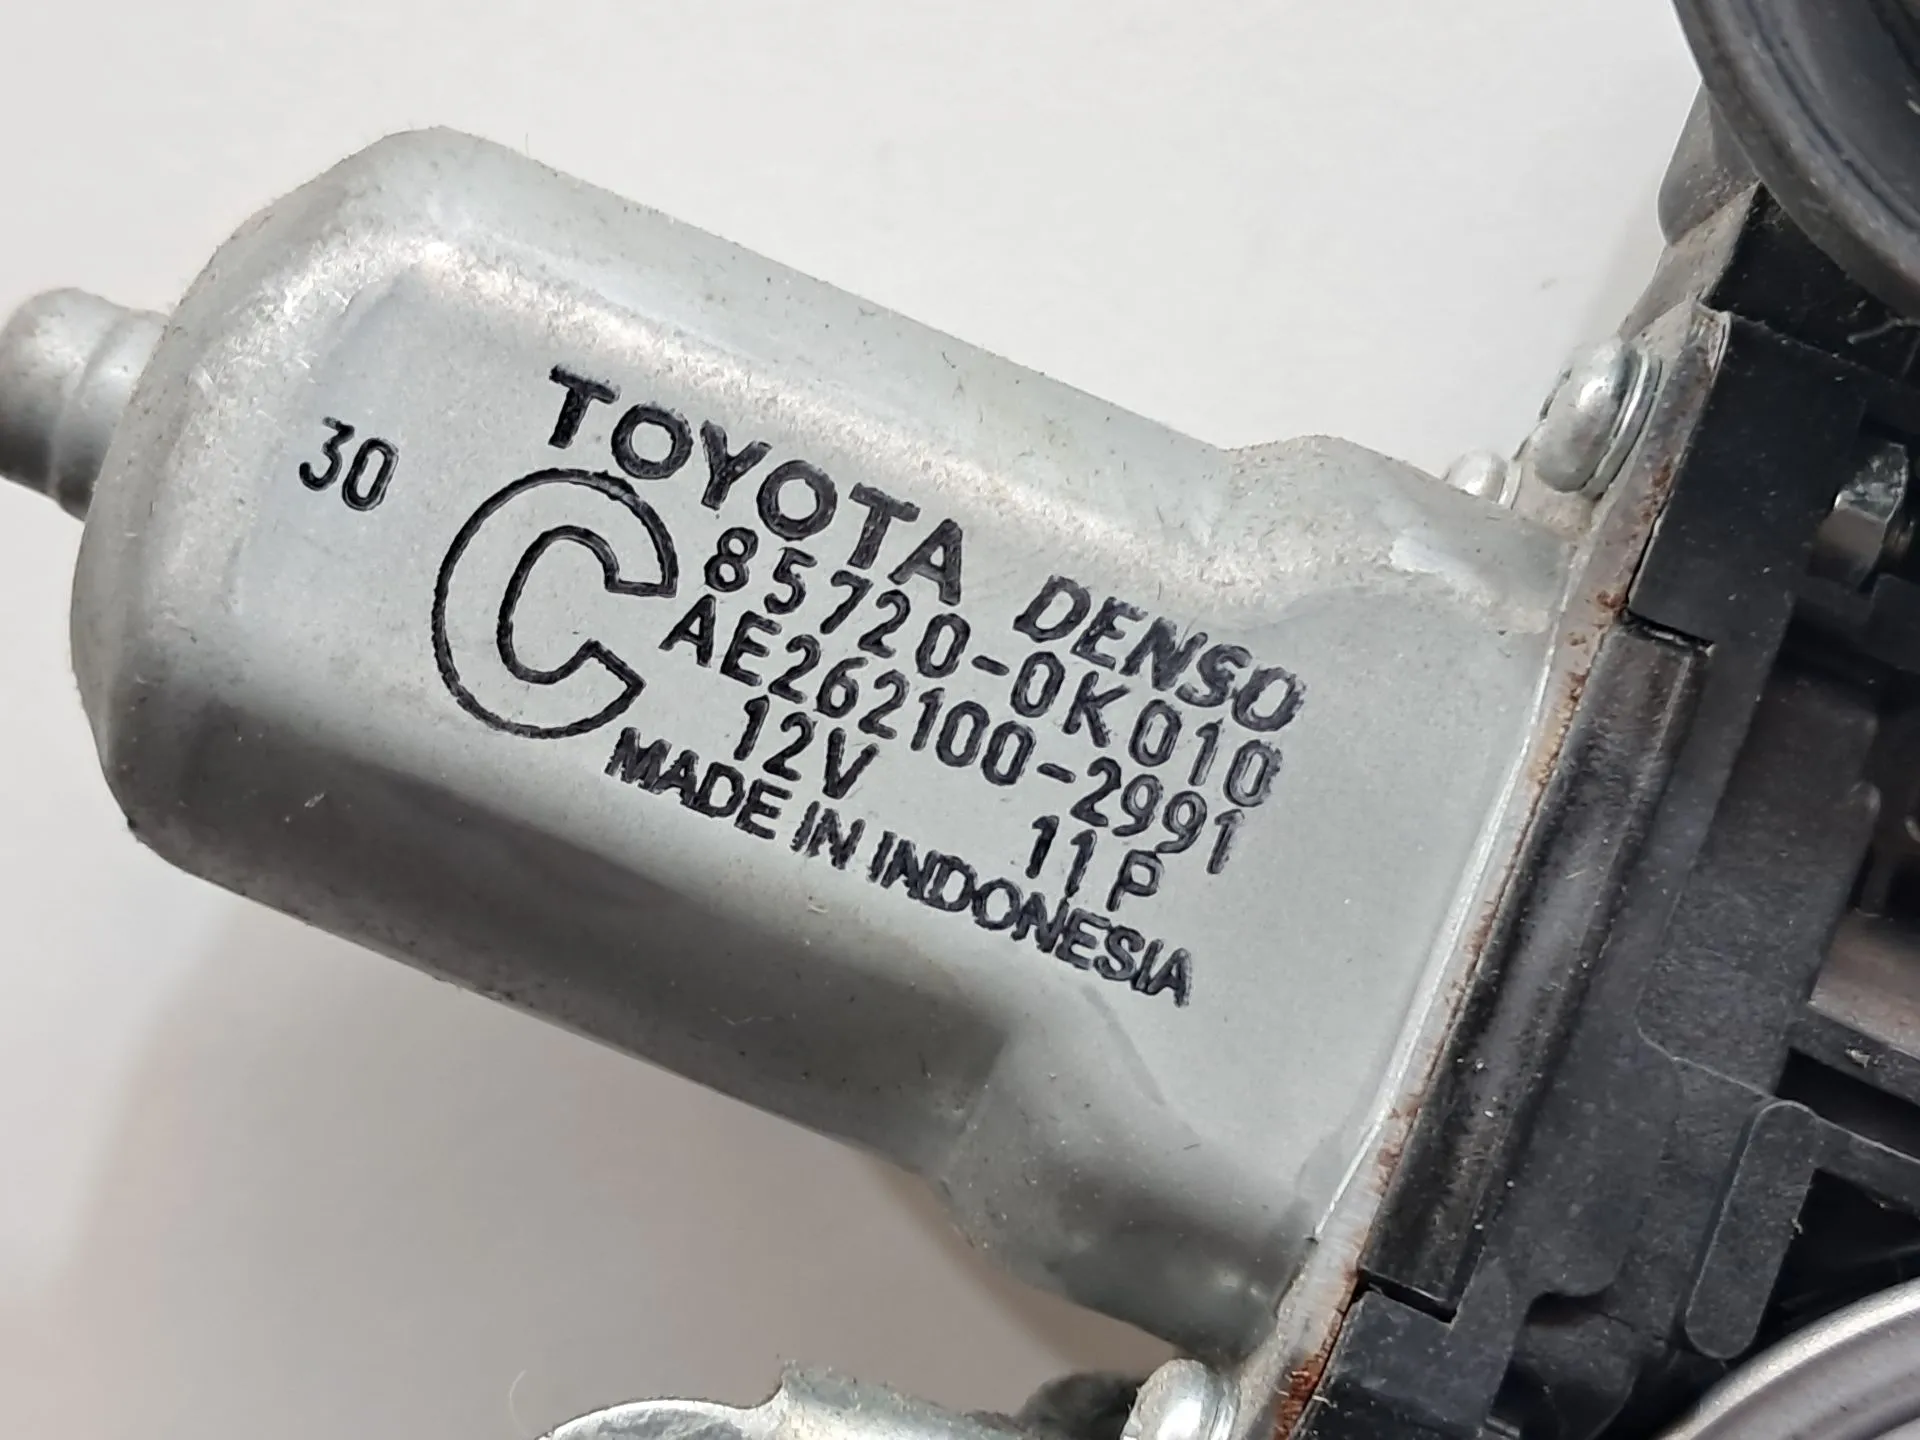 30
TOYOTA DENSO
C 85720-0K010
AE262100-2991
12V 11P
MADE IN INDONESIA